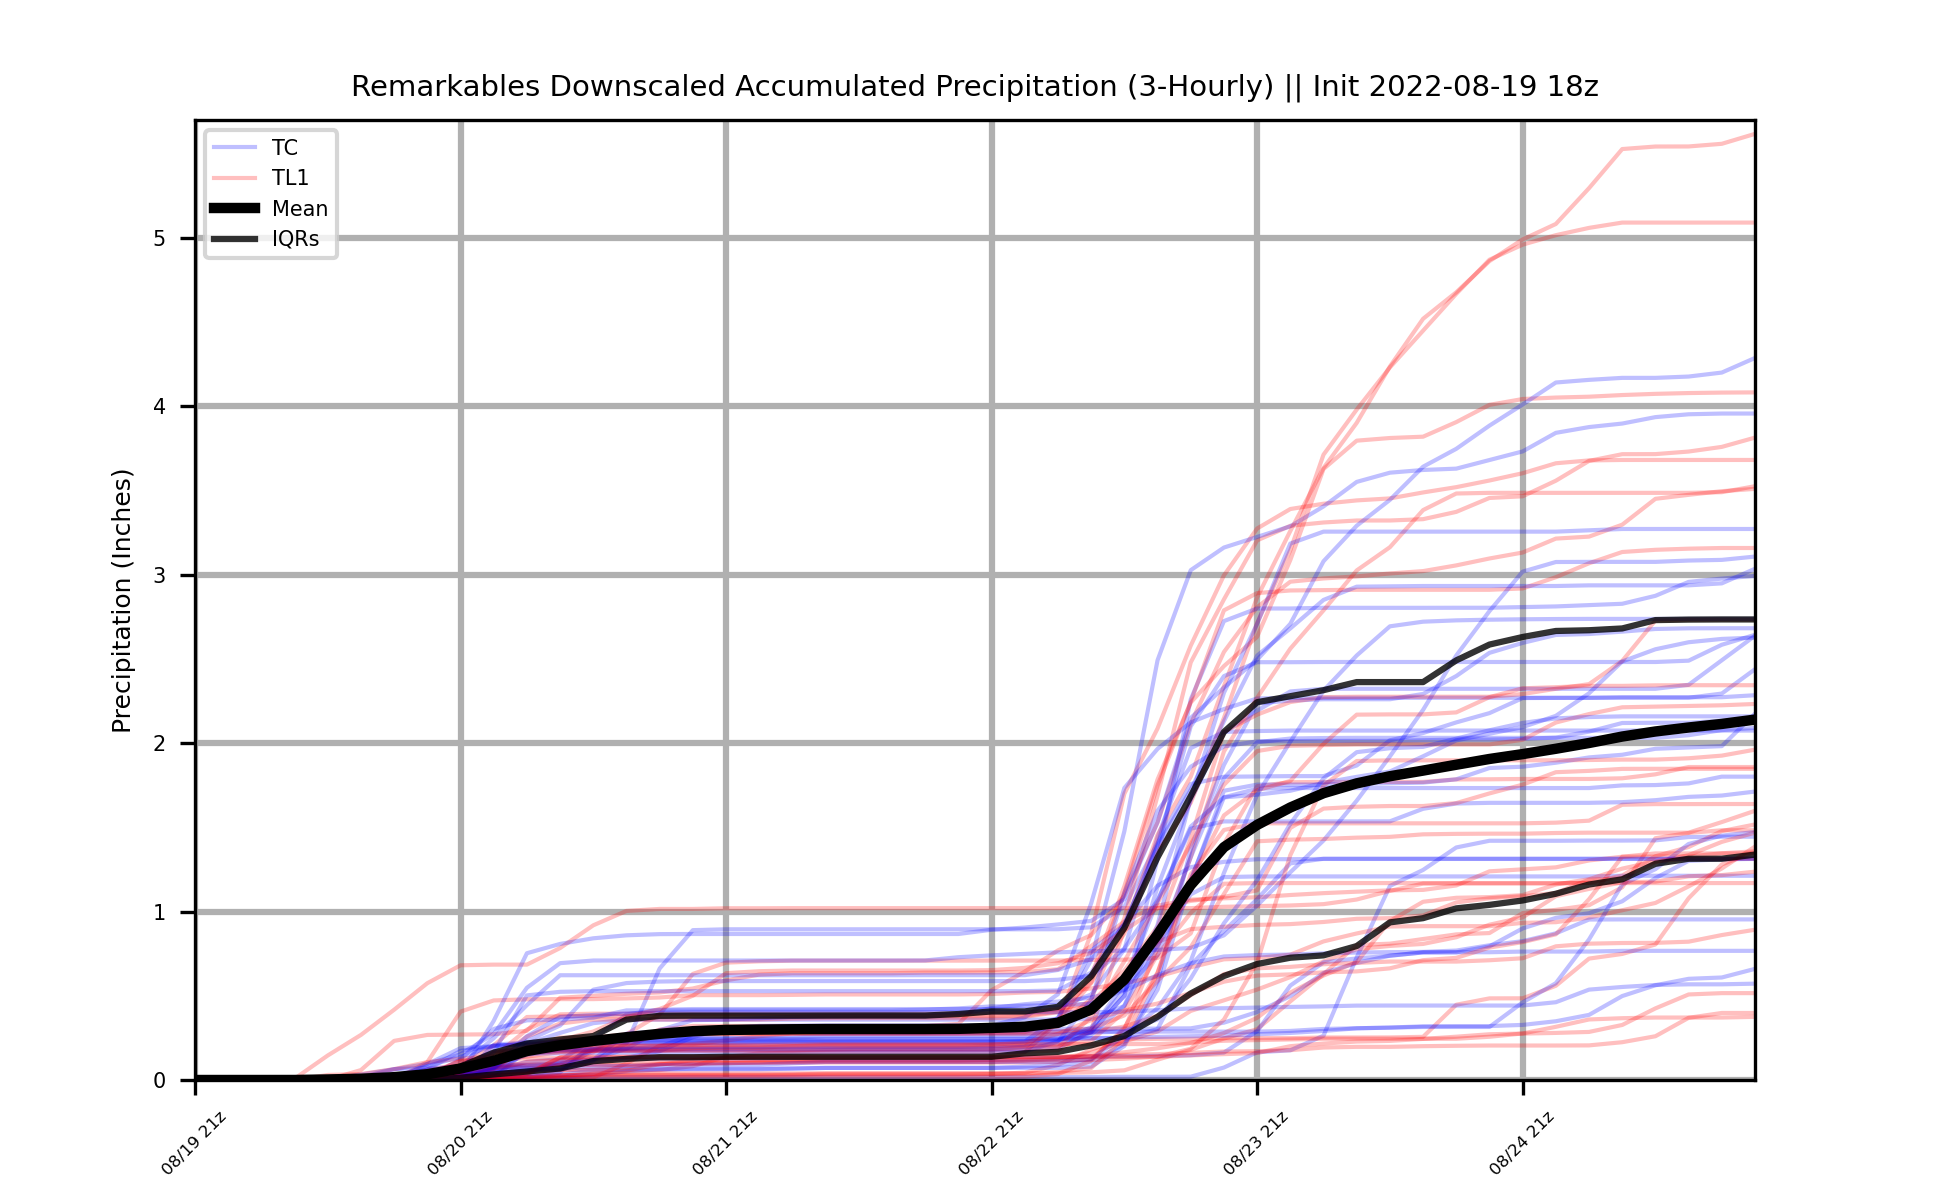 Remarkables Downscaled Accumulated Precipitation (3-Hourly) || Init 2022-08-19 18z
TC
TL1
Mean
IQRs
Precipitation (Inches)
5
4
3
2
1
0
08/19 21z
08/20 21z
08/21 21z
08/22 21z
08/23 21z
08/24 21z